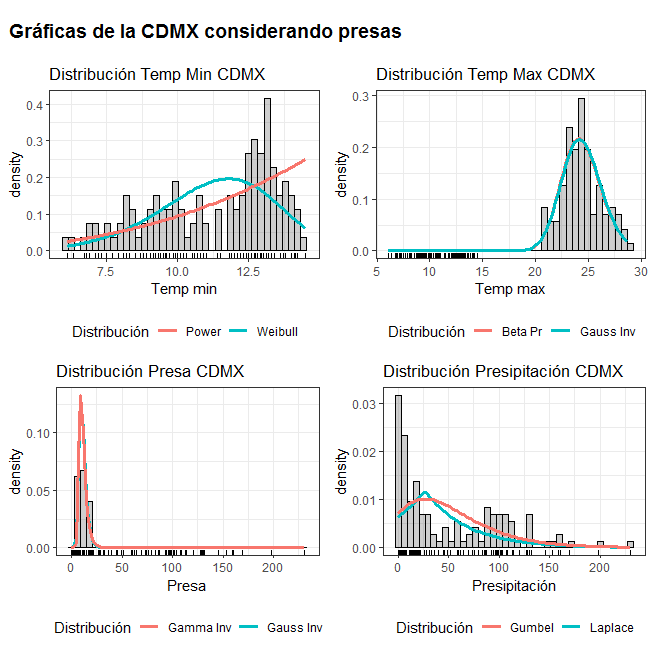 Gráficas de la CDMX considerando presas
Distribución Temp Min CDMX
density
0.4
0.3
0.2
0.1
0.0
7.5 10.0 12.5
Temp min
Distribución Power Weibull
Distribución Temp Max CDMX
density
0.3
0.2
0.1
0.0
5 10 15 20 25 30
Temp max
Distribución Beta Pr Gauss Inv
Distribución Presa CDMX
density
0.10
0.05
0.00
0 50 100 150 200
Presa
Distribución Gamma Inv Gauss Inv
Distribución Presipitación CDMX
density
0.03
0.02
0.01
0.00
0 100 200
Presipitación
Distribución Gumbel Laplace